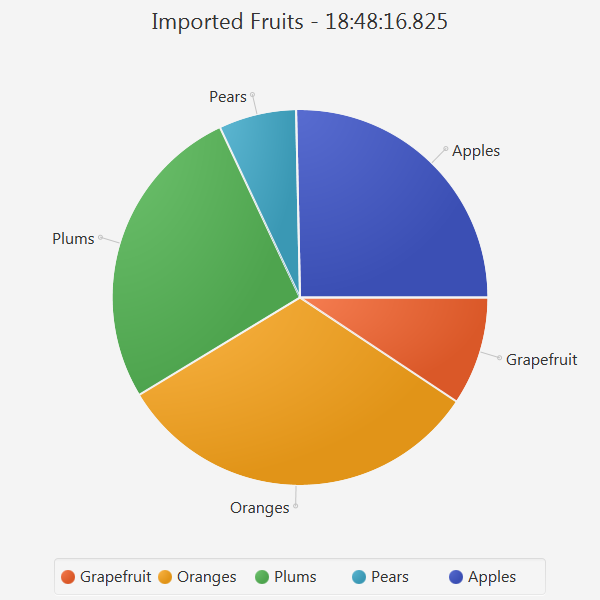 Imported Fruits - 18:48:16.825
Pears
Apples
Plums
Grapefruit
Oranges
Grapefruit Oranges Plums Pears Apples